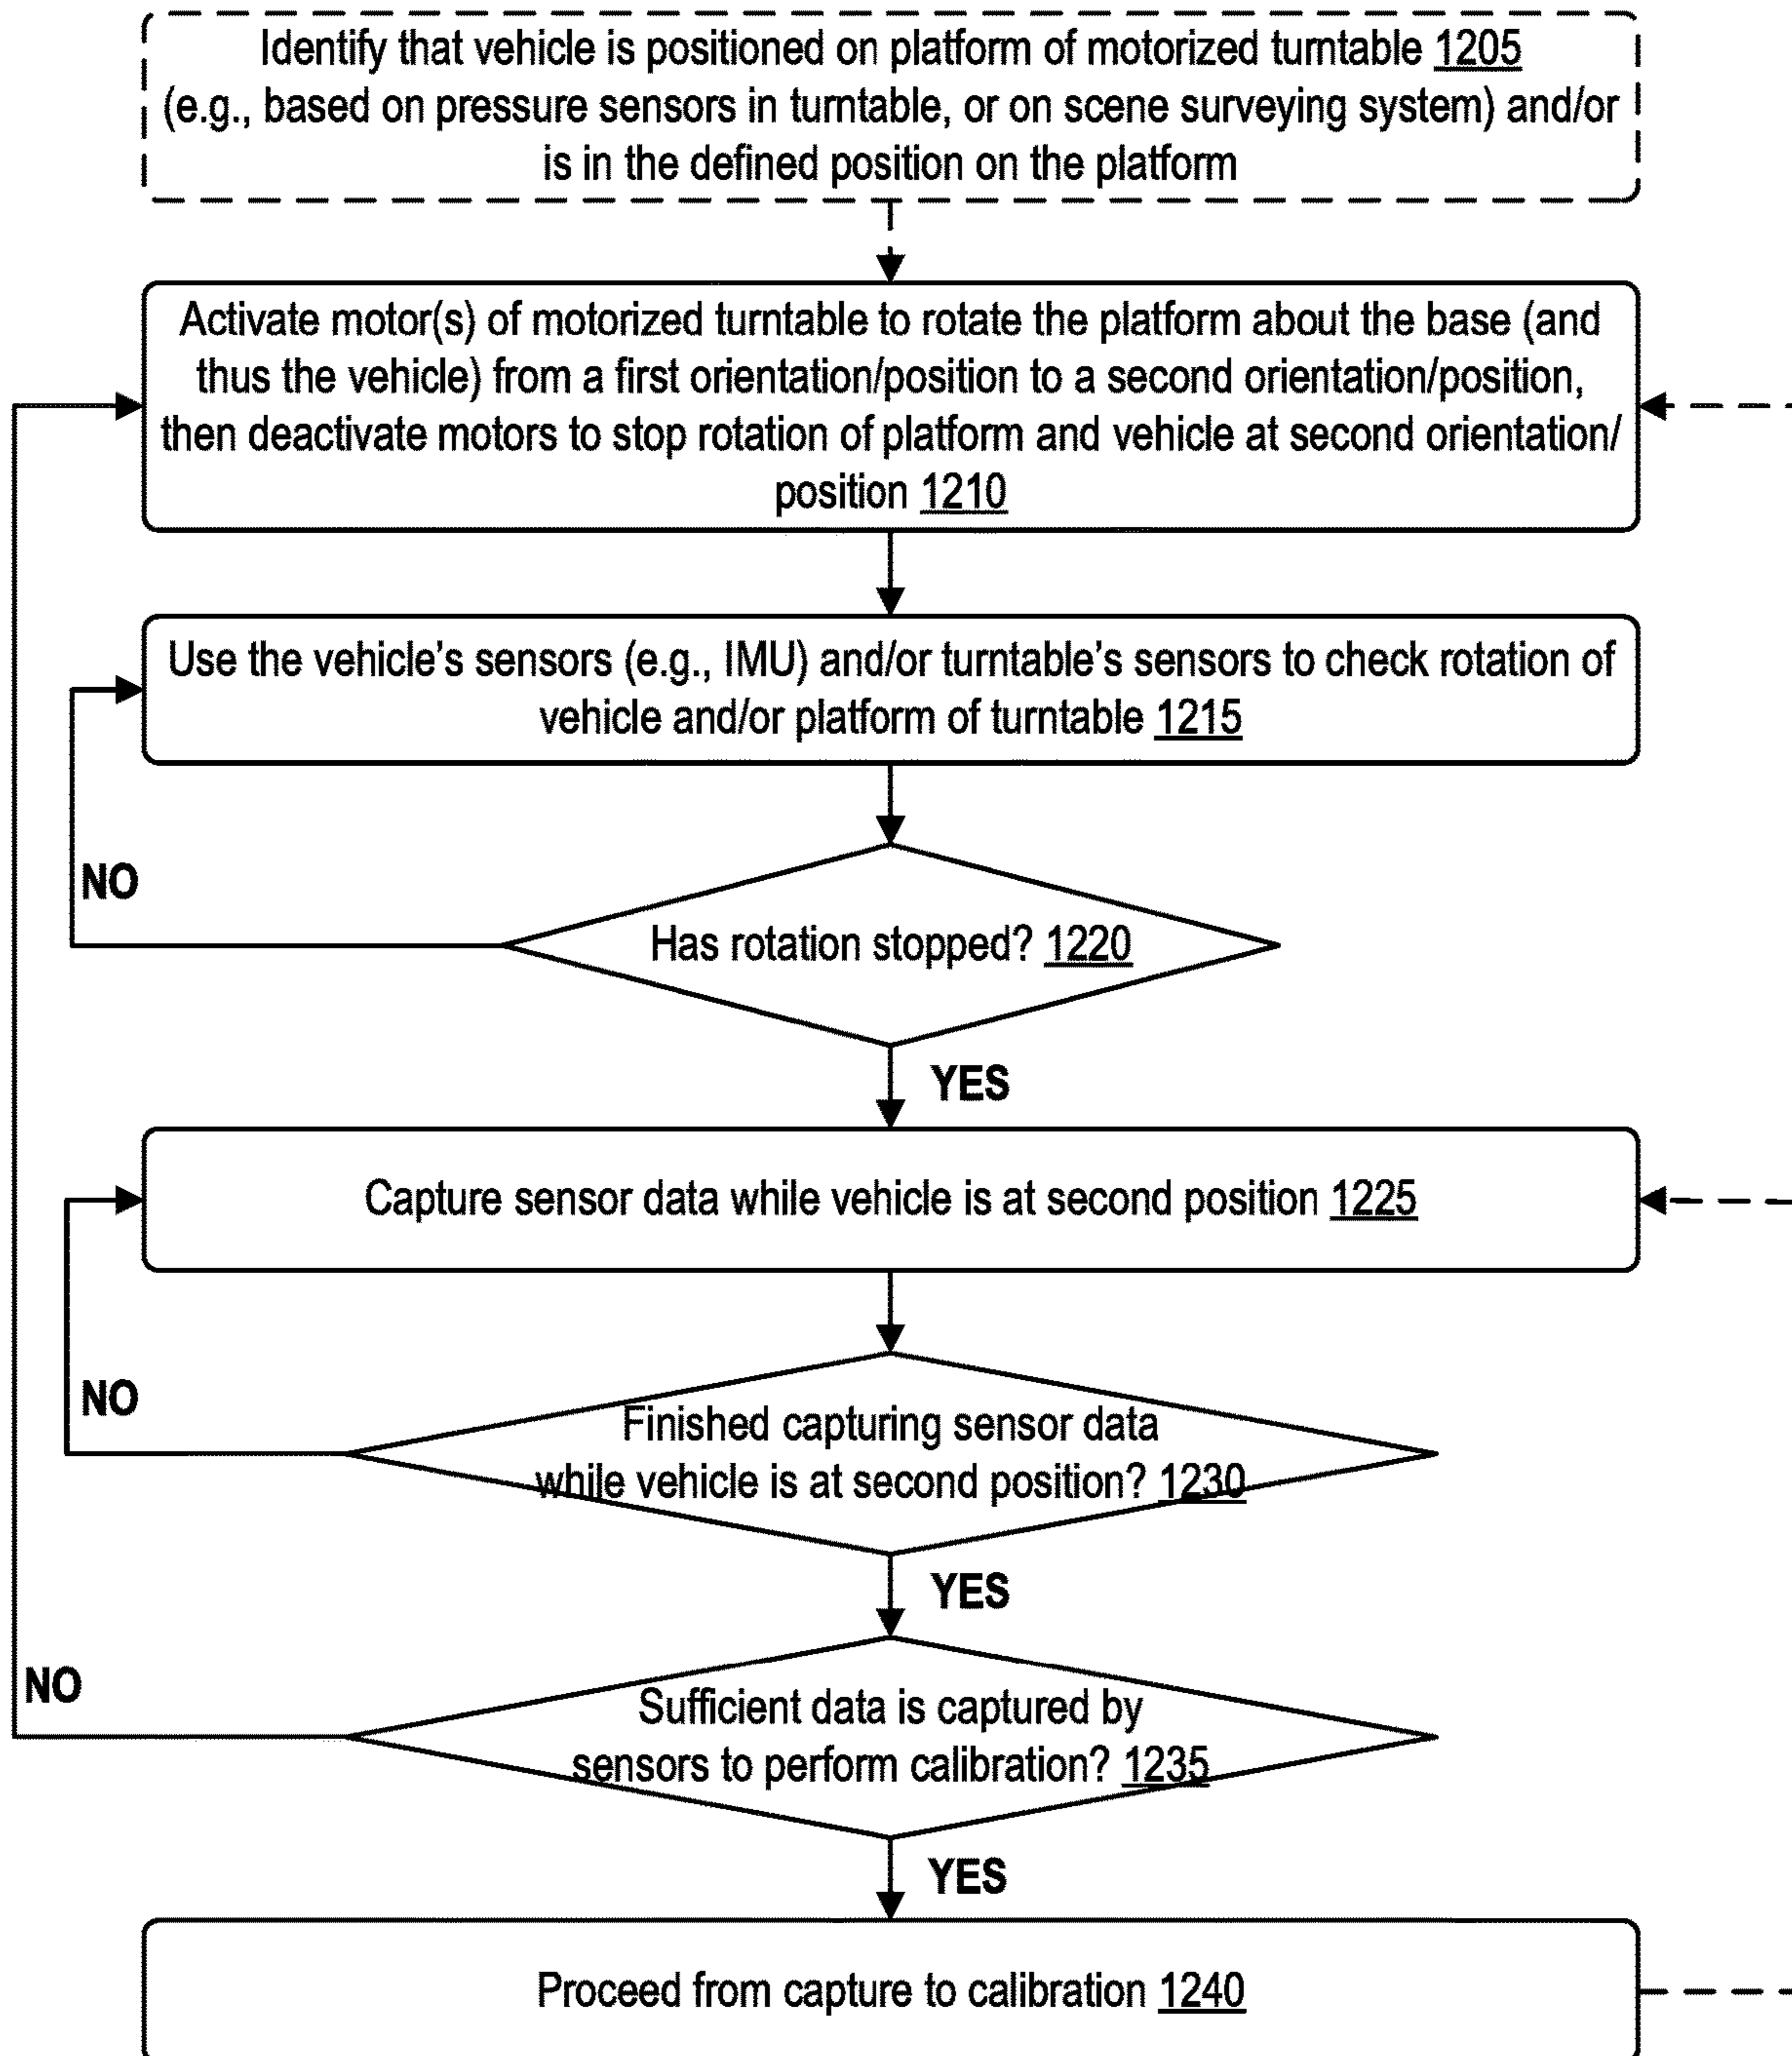 Identify that vehicle is positioned on platform of motorized turntable 1205
(e.g., based on pressure sensors in turntable, or on scene surveying system) and/or
is in the defined position on the platform
Activate motor(s) of motorized turntable to rotate the platform about the base (and
thus the vehicle) from a first orientation/position to a second orientation/position,
then deactivate motors to stop rotation of platform and vehicle at second orientation/
position 1210
Use the vehicle's sensors (e.g., IMU) and/or turntable's sensors to check rotation of
vehicle and/or platform of turntable 1215
NO
Has rotation stopped? 1220
YES
Capture sensor data while vehicle is at second position 1225
NO
Finished capturing sensor data
while vehicle is at second position? 1230
YES
NO
Sufficient data is captured by
sensors to perform calibration? 1235
YES
Proceed from capture to calibration 1240